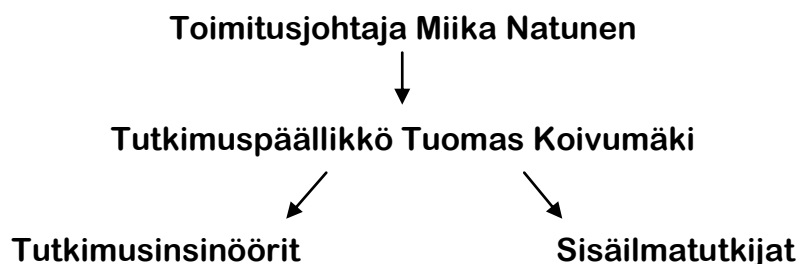 Toimitusjohtaja Miika Natunen
Tutkimuspäällikkö Tuomas Koivumäki
Tutkimusinsinöörit
Sisäilmatutkijat